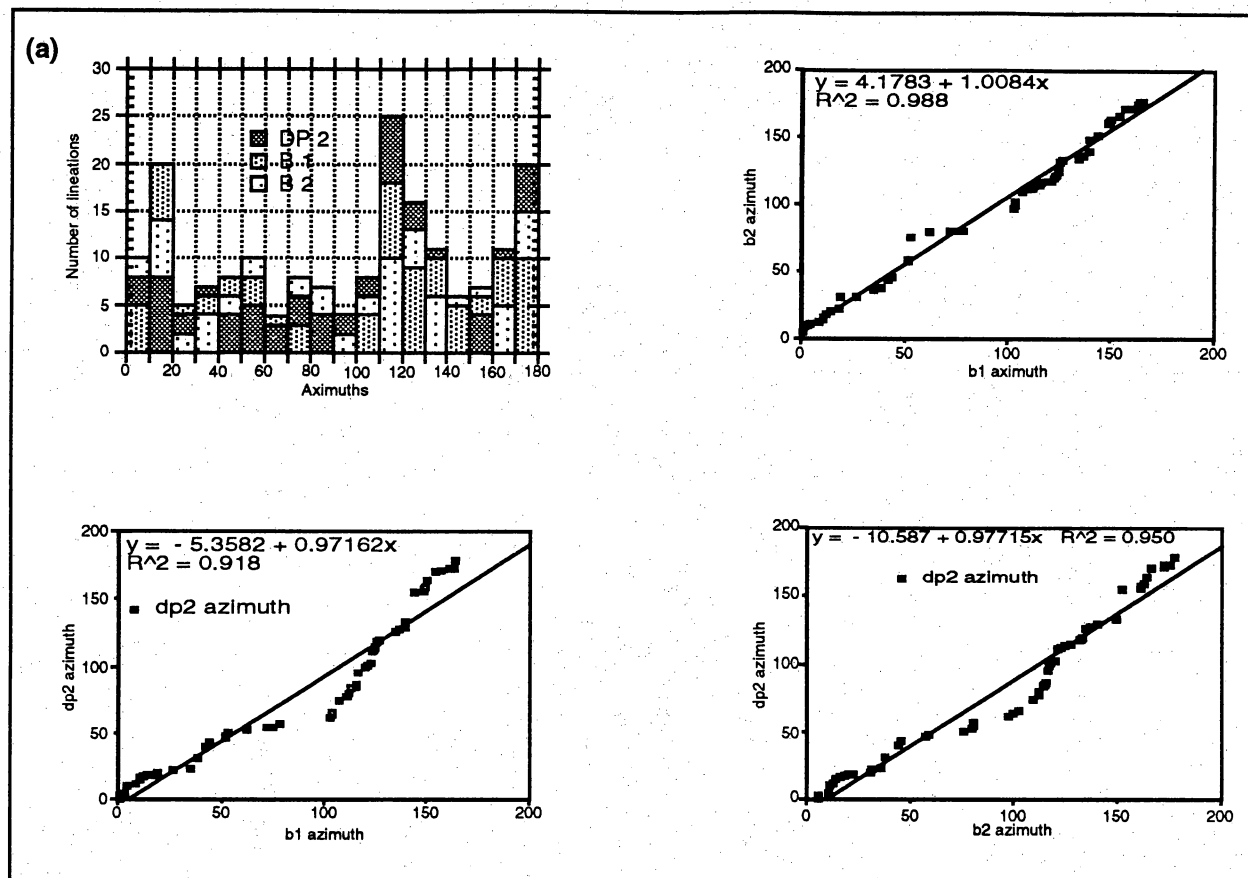 (a)
30
25
20
15
10
5
0
Number of lineations
DP 2
B 1
B 2
0 20 40 60 80 100 120 140 160 180
Aximuths
y = 4.1783 + 1.0084x
R^2 = 0.988
200
150
100
50
0
b2 azimuth
0 50 100 150 200
b1 aximuth
y = - 5.3582 + 0.97162x
R^2 = 0.918
dp2 azimuth
200
150
100
50
0
dp2 azimuth
0 50 100 150 200
b1 azimuth
y = - 10.587 + 0.97715x R^2 = 0.950
dp2 azimuth
200
150
100
50
0
dp2 azimuth
0 50 100 150 200
b2 azimuth